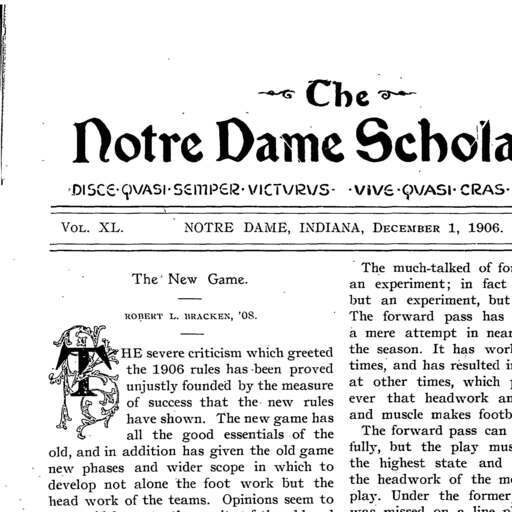 The
Notre Dame Schola
DISCE·QVASI·SEMPER·VICTVRVS· ·VIVE·QVASI·CRAS·
VOL. XL. NOTRE DAME, INDIANA, DECEMBER 1, 1906.
The New Game.
ROBERT L. BRACKEN, '08.
THE severe criticism which greeted
the 1906 rules has been proved
unjustly founded by the measure
of success that the new rules
have shown. The new game has
all the good essentials of the
old, and in addition has given the old game
new phases and wider scope in which to
develop not alone the foot work but the
head work of the teams. Opinions seem to
The much-talked of fo
an experiment; in fact
but an experiment, but
The forward pass has
a mere attempt in near
the season. It has wor
times, and has resulted i
at other times, which
ever that headwork an
and muscle makes footb
The forward pass can
fully, but the play mus
the highest state and
the headwork of the m
play. Under the former
was missed on a line pl